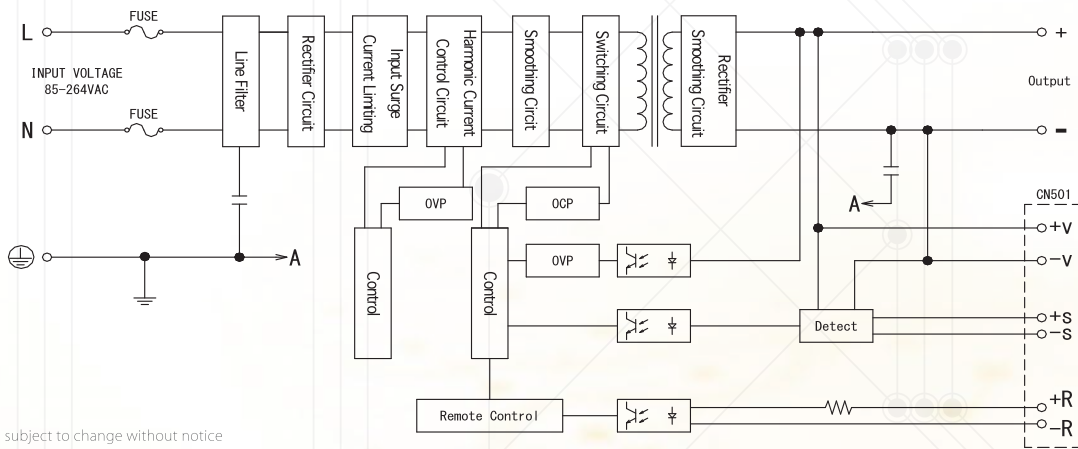 FUSE
L
INPUT VOLTAGE
85-264VAC
FUSE
N
Line Filter
Rectifier Circuit
Input Surge
Current Limiting
Harmonic Current
Control Circuit
Smoothing Circit
Switching Circuit
Rectifier
Smoothing Circuit
+
Output
-
A
CN501
OVP
OCP
+V
A
Control
Control
OVP
-V
Detect
+S
-S
Remote Control
+R
-R
subject to change without notice